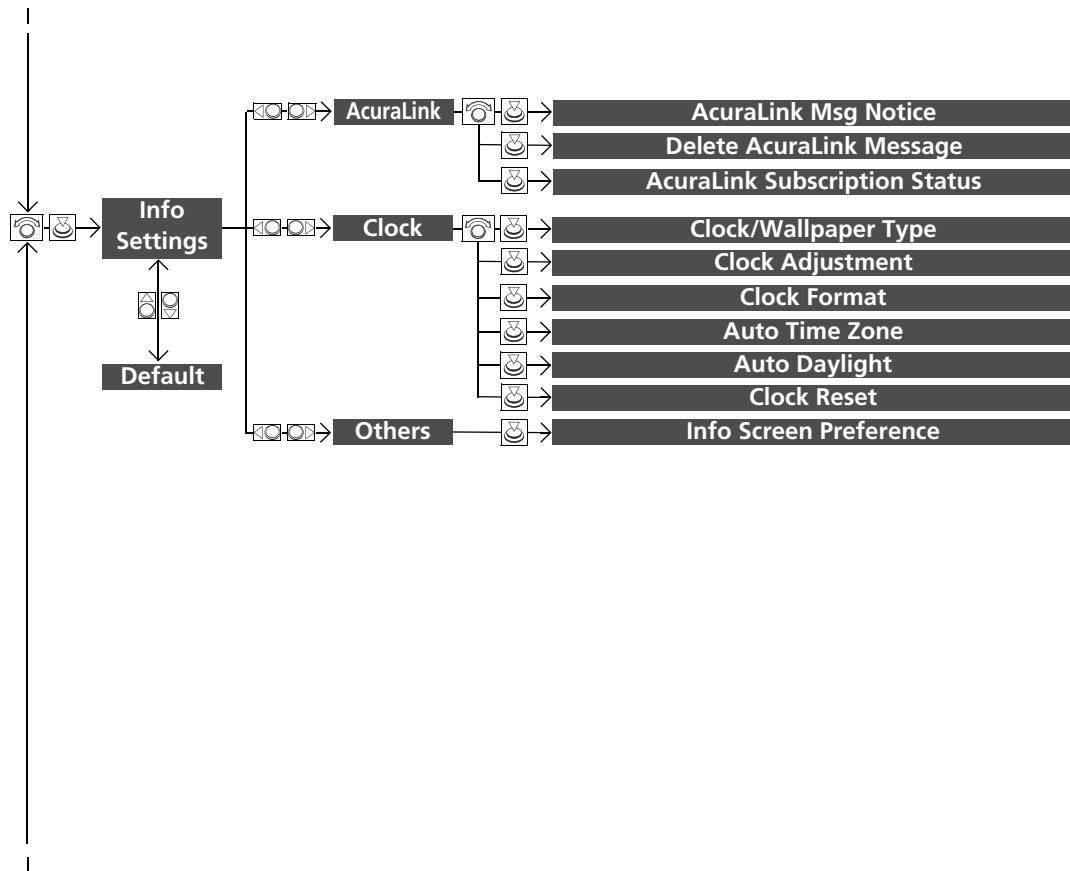 AcuraLink
AcuraLink Msg Notice
Delete AcuraLink Message
AcuraLink Subscription Status
Info
Settings
Clock
Clock/Wallpaper Type
Clock Adjustment
Clock Format
Auto Time Zone
Auto Daylight
Clock Reset
Default
Others
Info Screen Preference